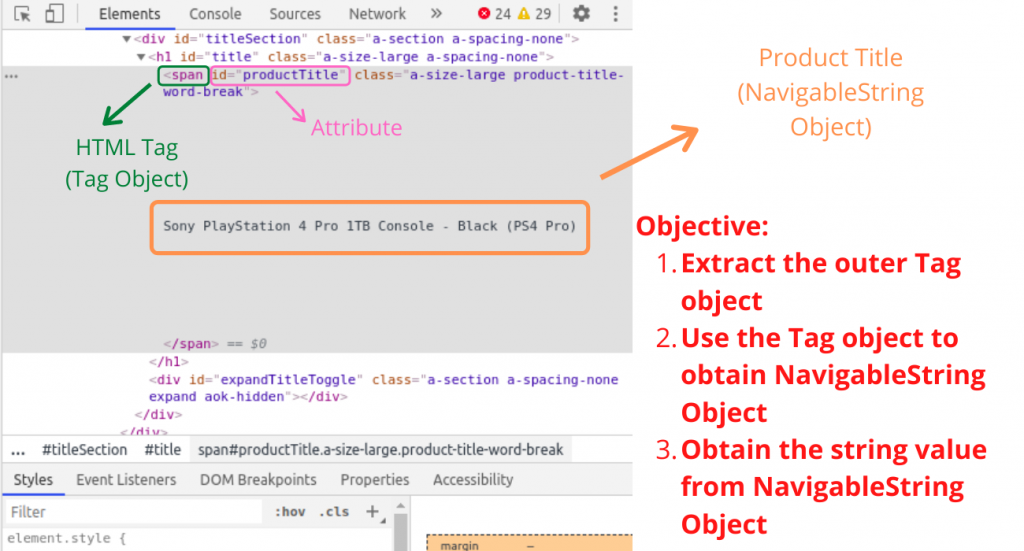 Elements Console Sources Network » 24 29
▼<div id="titleSection" class="a-section a-spacing-none">
▼<h1 id="title" class="a-size-large a-spacing-none">
... <span id="productTitle" class="a-size-large product-title-
word-break">
Attribute
HTML Tag
(Tag Object)
Product Title
(NavigableString
Object)
Sony PlayStation 4 Pro 1TB Console - Black (PS4 Pro)
</span> == $0
</h1>
<div id="expandTitleToggle" class="a-section a-spacing-none
expand aok-hidden"></div>
</div>
</div>
... #titleSection #title span#productTitle.a-size-large.product-title-word-break
Styles Event Listeners DOM Breakpoints Properties Accessibility
Filter :hov .cls +
element.style {
margin –
Objective:
1. Extract the outer Tag
object
2. Use the Tag object to
obtain NavigableString
Object
3. Obtain the string value
from NavigableString
Object